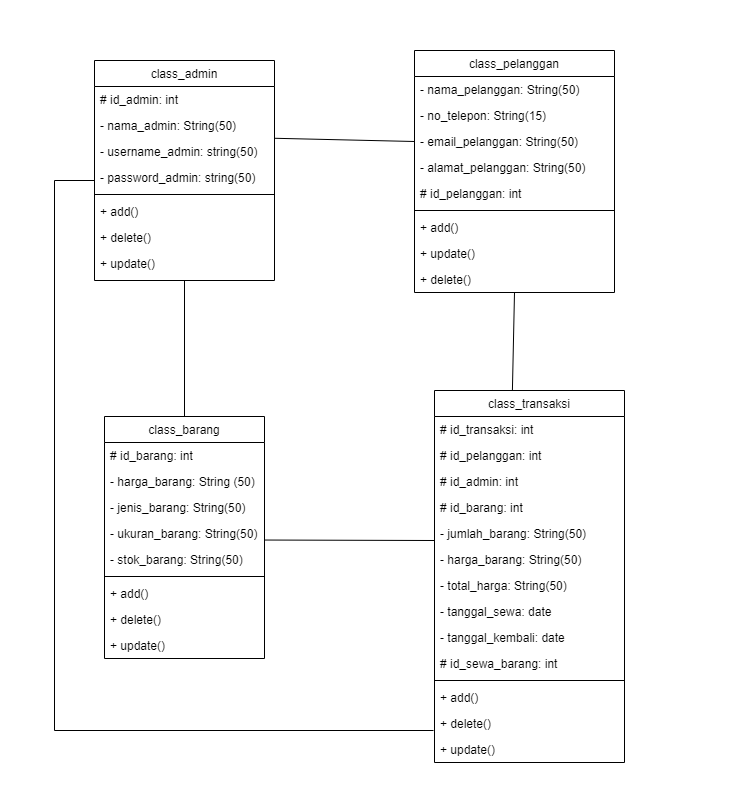 class_admin
# id_admin: int
- nama_admin: String(50)
- username_admin: string(50)
- password_admin: string(50)
+ add()
+ delete()
+ update()
class_pelanggan
- nama_pelanggan: String(50)
- no_telepon: String(15)
- email_pelanggan: String(50)
- alamat_pelanggan: String(50)
# id_pelanggan: int
+ add()
+ update()
+ delete()
class_barang
# id_barang: int
- harga_barang: String (50)
- jenis_barang: String(50)
- ukuran_barang: String(50)
- stok_barang: String(50)
+ add()
+ delete()
+ update()
class_transaksi
# id_transaksi: int
# id_pelanggan: int
# id_admin: int
# id_barang: int
- jumlah_barang: String(50)
- harga_barang: String(50)
- total_harga: String(50)
- tanggal_sewa: date
- tanggal_kembali: date
# id_sewa_barang: int
+ add()
+ delete()
+ update()